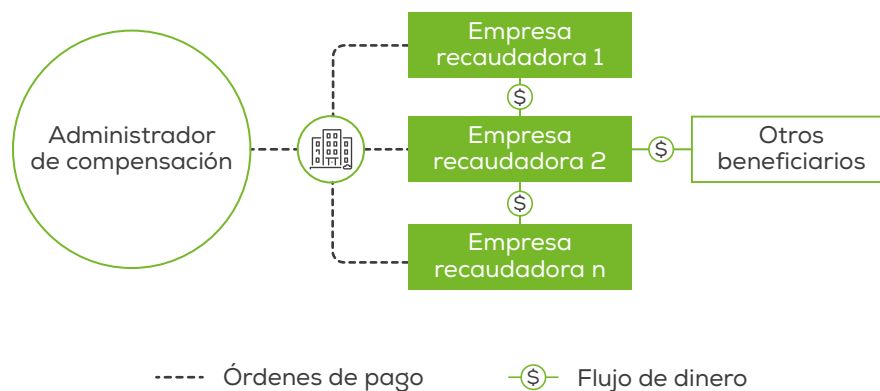 Administrador
de compensación
Empresa
recaudadora 1
$
Empresa
recaudadora 2
$
Otros
beneficiarios
$
Empresa
recaudadora n
Órdenes de pago
$
Flujo de dinero